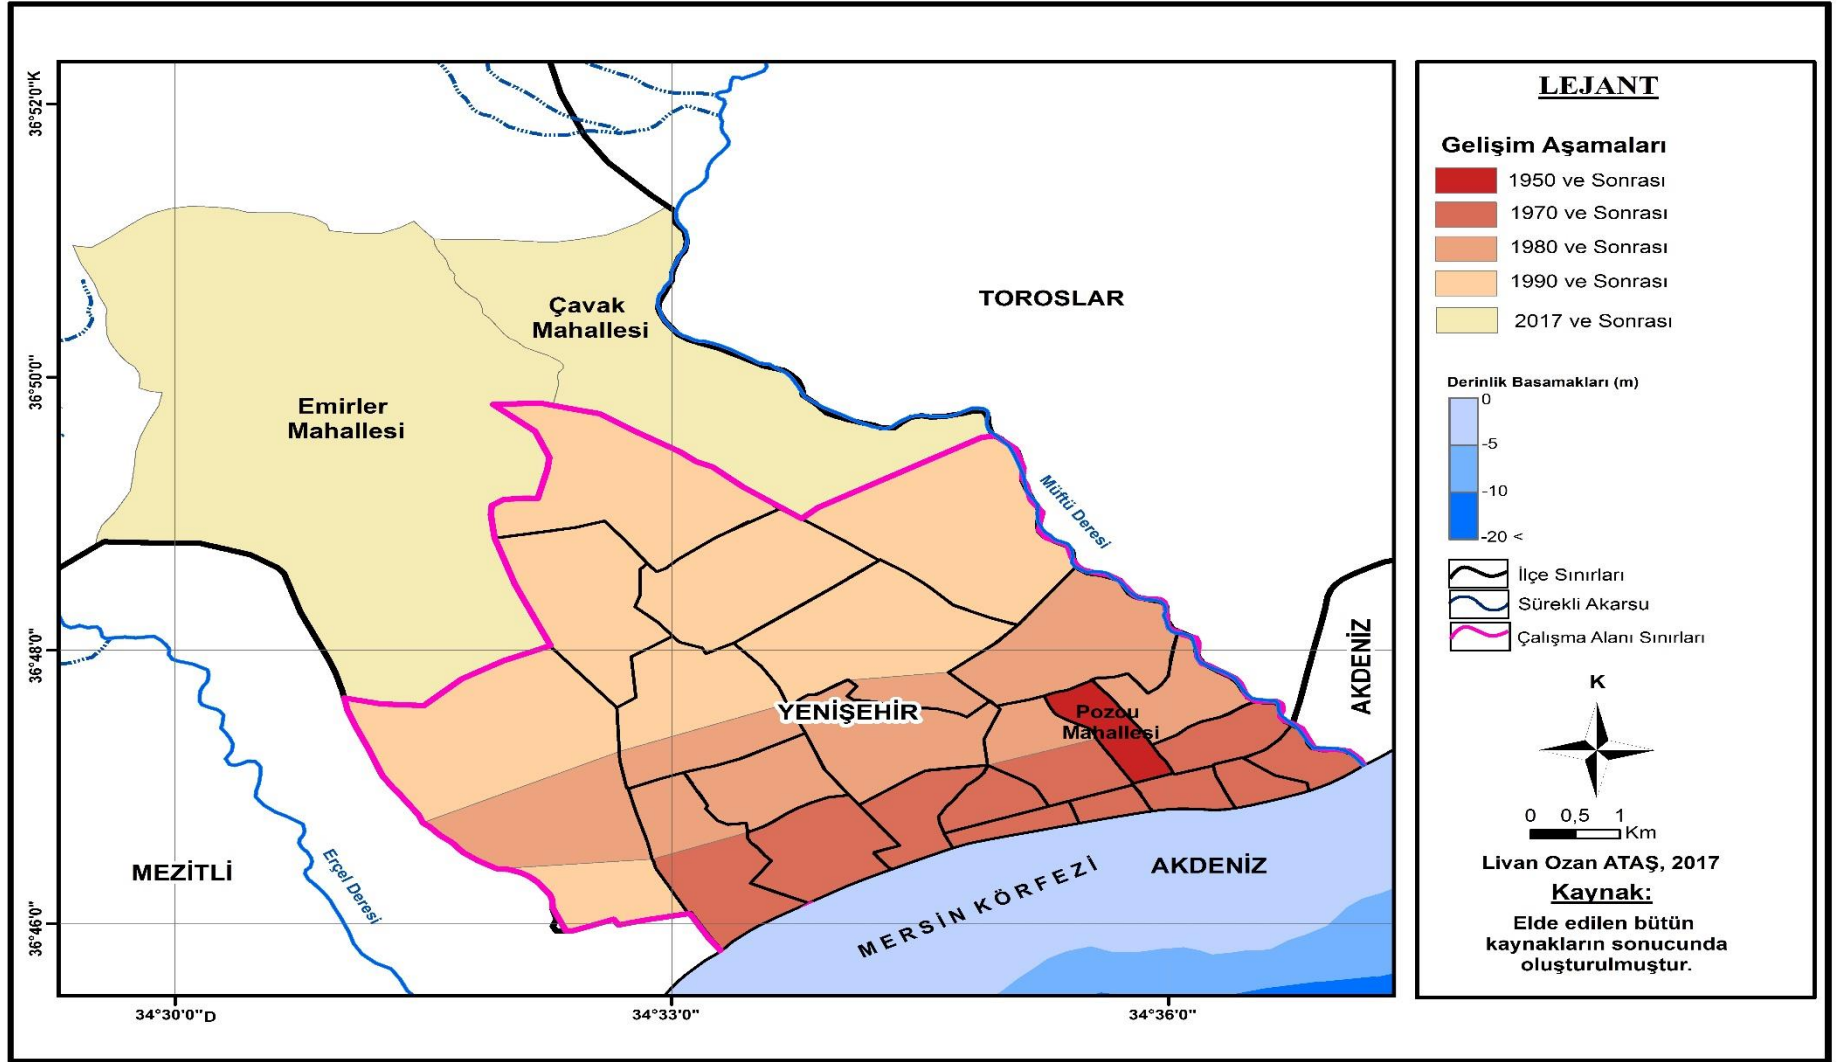 36°52'0"K
36°50'0"
36°48'0"
36°46'0"
34°30'0"D
34°33'0"
34°36'0"
TOROSLAR
Çavak
Mahallesi
Emirler
Mahallesi
Müftü Deresi
AKDENİZ
YENİŞEHİR
Pozcu
Mahallesi
MEZİTLİ
Erçel Deresi
AKDENİZ
MERSİN KÖRFEZİ
LEJANT
Gelişim Aşamaları
1950 ve Sonrası
1970 ve Sonrası
1980 ve Sonrası
1990 ve Sonrası
2017 ve Sonrası
Derinlik Basamakları (m)
0
-5
-10
-20 <
İlçe Sınırları
Sürekli Akarsu
Çalışma Alanı Sınırları
K
0 0,5 1
Km
Livan Ozan ATAŞ, 2017
Kaynak:
Elde edilen bütün
kaynakların sonucunda
oluşturulmuştur.